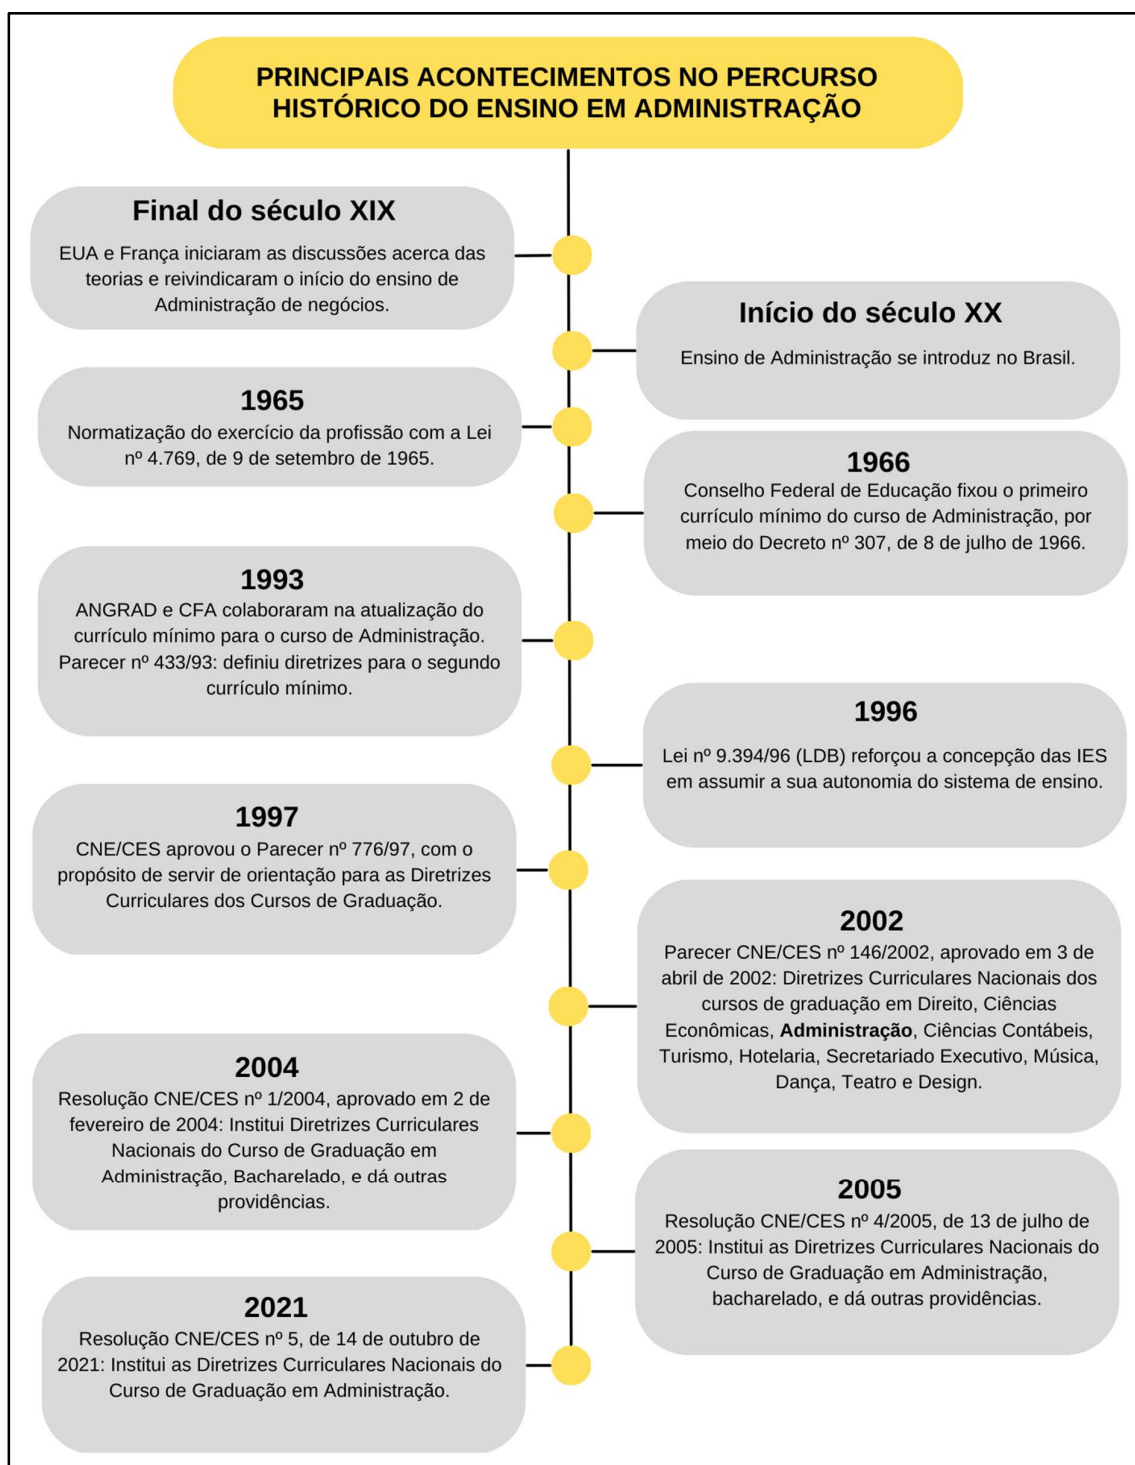 PRINCIPAIS ACONTECIMENTOS NO PERCURSO
HISTÓRICO DO ENSINO EM ADMINISTRAÇÃO
Final do século XIX
EUA e França iniciaram as discussões acerca das
teorias e reivindicaram o início do ensino de
Administração de negócios.
Início do século XX
Ensino de Administração se introduz no Brasil.
1965
Normatização do exercício da profissão com a Lei
nº 4.769, de 9 de setembro de 1965.
1966
Conselho Federal de Educação fixou o primeiro
currículo mínimo do curso de Administração, por
meio do Decreto nº 307, de 8 de julho de 1966.
1993
ANGRAD e CFA colaboraram na atualização do
currículo mínimo para o curso de Administração.
Parecer nº 433/93: definiu diretrizes para o segundo
currículo mínimo.
1996
Lei nº 9.394/96 (LDB) reforçou a concepção das IES
em assumir a sua autonomia do sistema de ensino.
1997
CNE/CES aprovou o Parecer nº 776/97, com o
propósito de servir de orientação para as Diretrizes
Curriculares dos Cursos de Graduação.
2002
Parecer CNE/CES nº 146/2002, aprovado em 3 de
abril de 2002: Diretrizes Curriculares Nacionais dos
cursos de graduação em Direito, Ciências
Econômicas, Administração, Ciências Contábeis,
Turismo, Hotelaria, Secretariado Executivo, Música,
Dança, Teatro e Design.
2004
Resolução CNE/CES nº 1/2004, aprovado em 2 de
fevereiro de 2004: Institui Diretrizes Curriculares
Nacionais do Curso de Graduação em
Administração, Bacharelado, e dá outras
providências.
2005
Resolução CNE/CES nº 4/2005, de 13 de julho de
2005: Institui as Diretrizes Curriculares Nacionais do
Curso de Graduação em Administração,
bacharelado, e dá outras providências.
2021
Resolução CNE/CES nº 5, de 14 de outubro de
2021: Institui as Diretrizes Curriculares Nacionais do
Curso de Graduação em Administração.